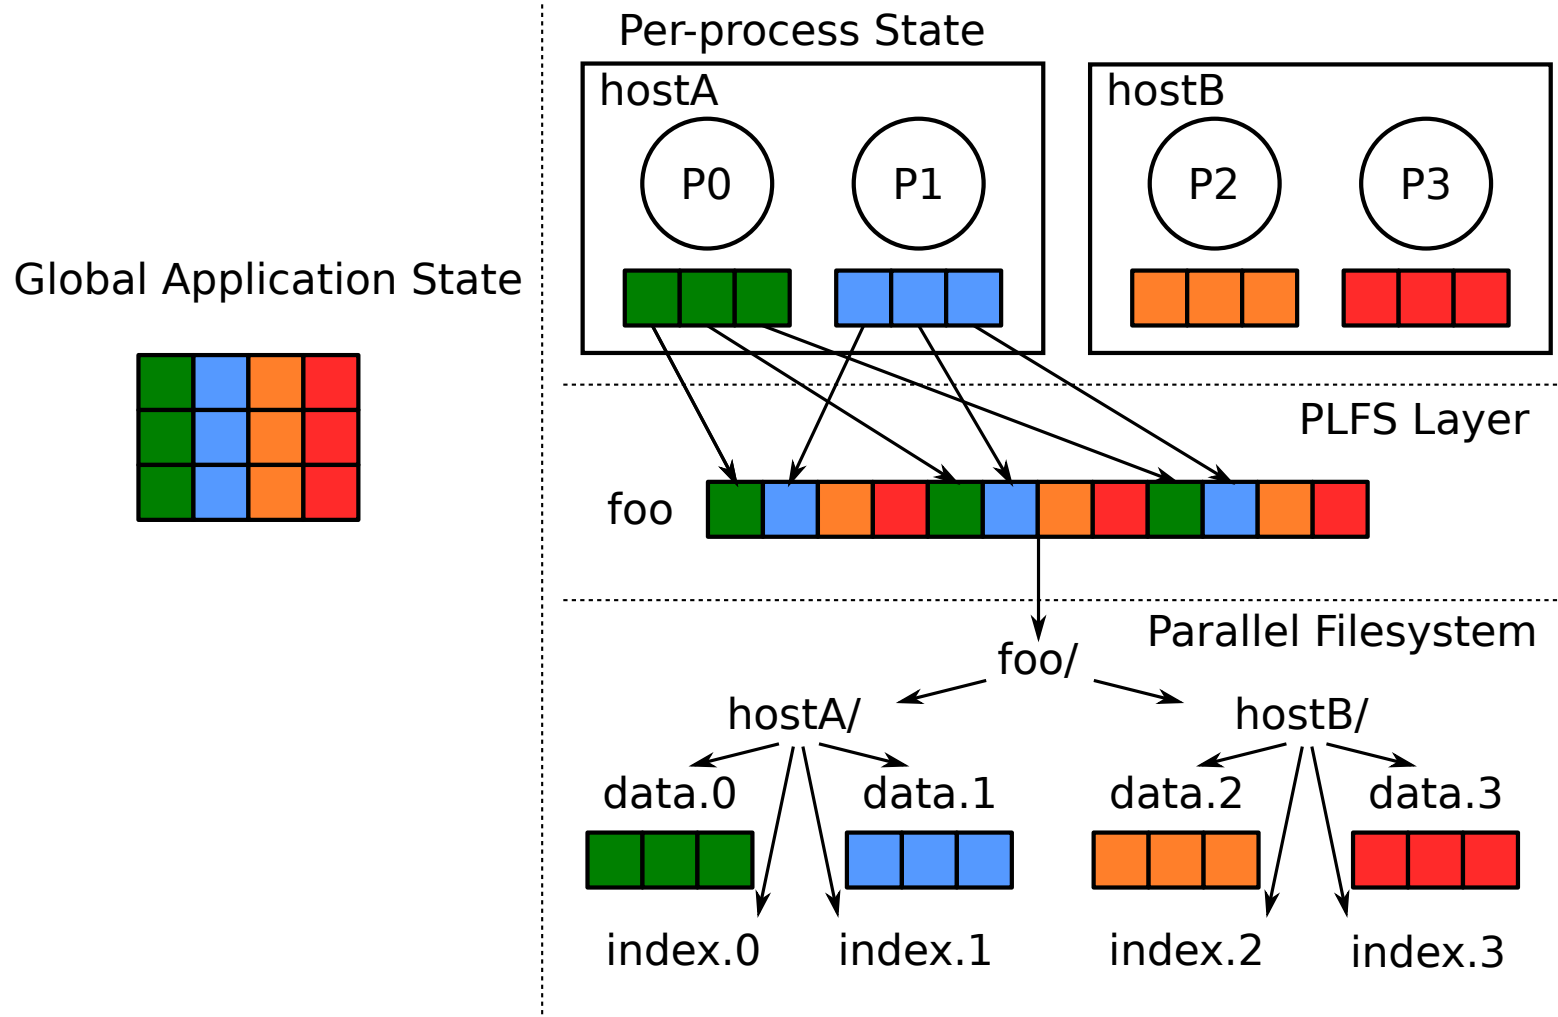 Global Application State
Per-process State
hostA
P0
P1
hostB
P2
P3
PLFS Layer
foo
Parallel Filesystem
foo/
hostA/
hostB/
data.0
data.1
data.2
data.3
index.0
index.1
index.2
index.3